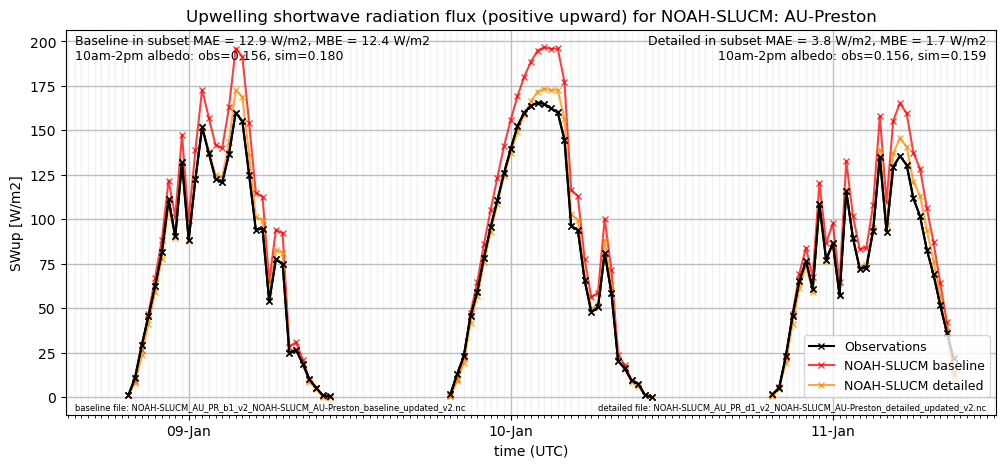 Upwelling shortwave radiation flux (positive upward) for NOAH-SLUCM: AU-Preston
Baseline in subset MAE = 12.9 W/m2, MBE = 12.4 W/m2
10am-2pm albedo: obs=0.156, sim=0.180
Detailed in subset MAE = 3.8 W/m2, MBE = 1.7 W/m2
10am-2pm albedo: obs=0.156, sim=0.159
SWup [W/m2]
200
175
150
125
100
75
50
25
0
Observations
NOAH-SLUCM baseline
NOAH-SLUCM detailed
baseline file: NOAH-SLUCM_AU_PR_b1_v2_NOAH-SLUCM_AU-Preston_baseline_updated_v2.nc
detailed file: NOAH-SLUCM_AU_PR_d1_v2_NOAH-SLUCM_AU-Preston_detailed_updated_v2.nc
09-Jan
10-Jan
11-Jan
time (UTC)